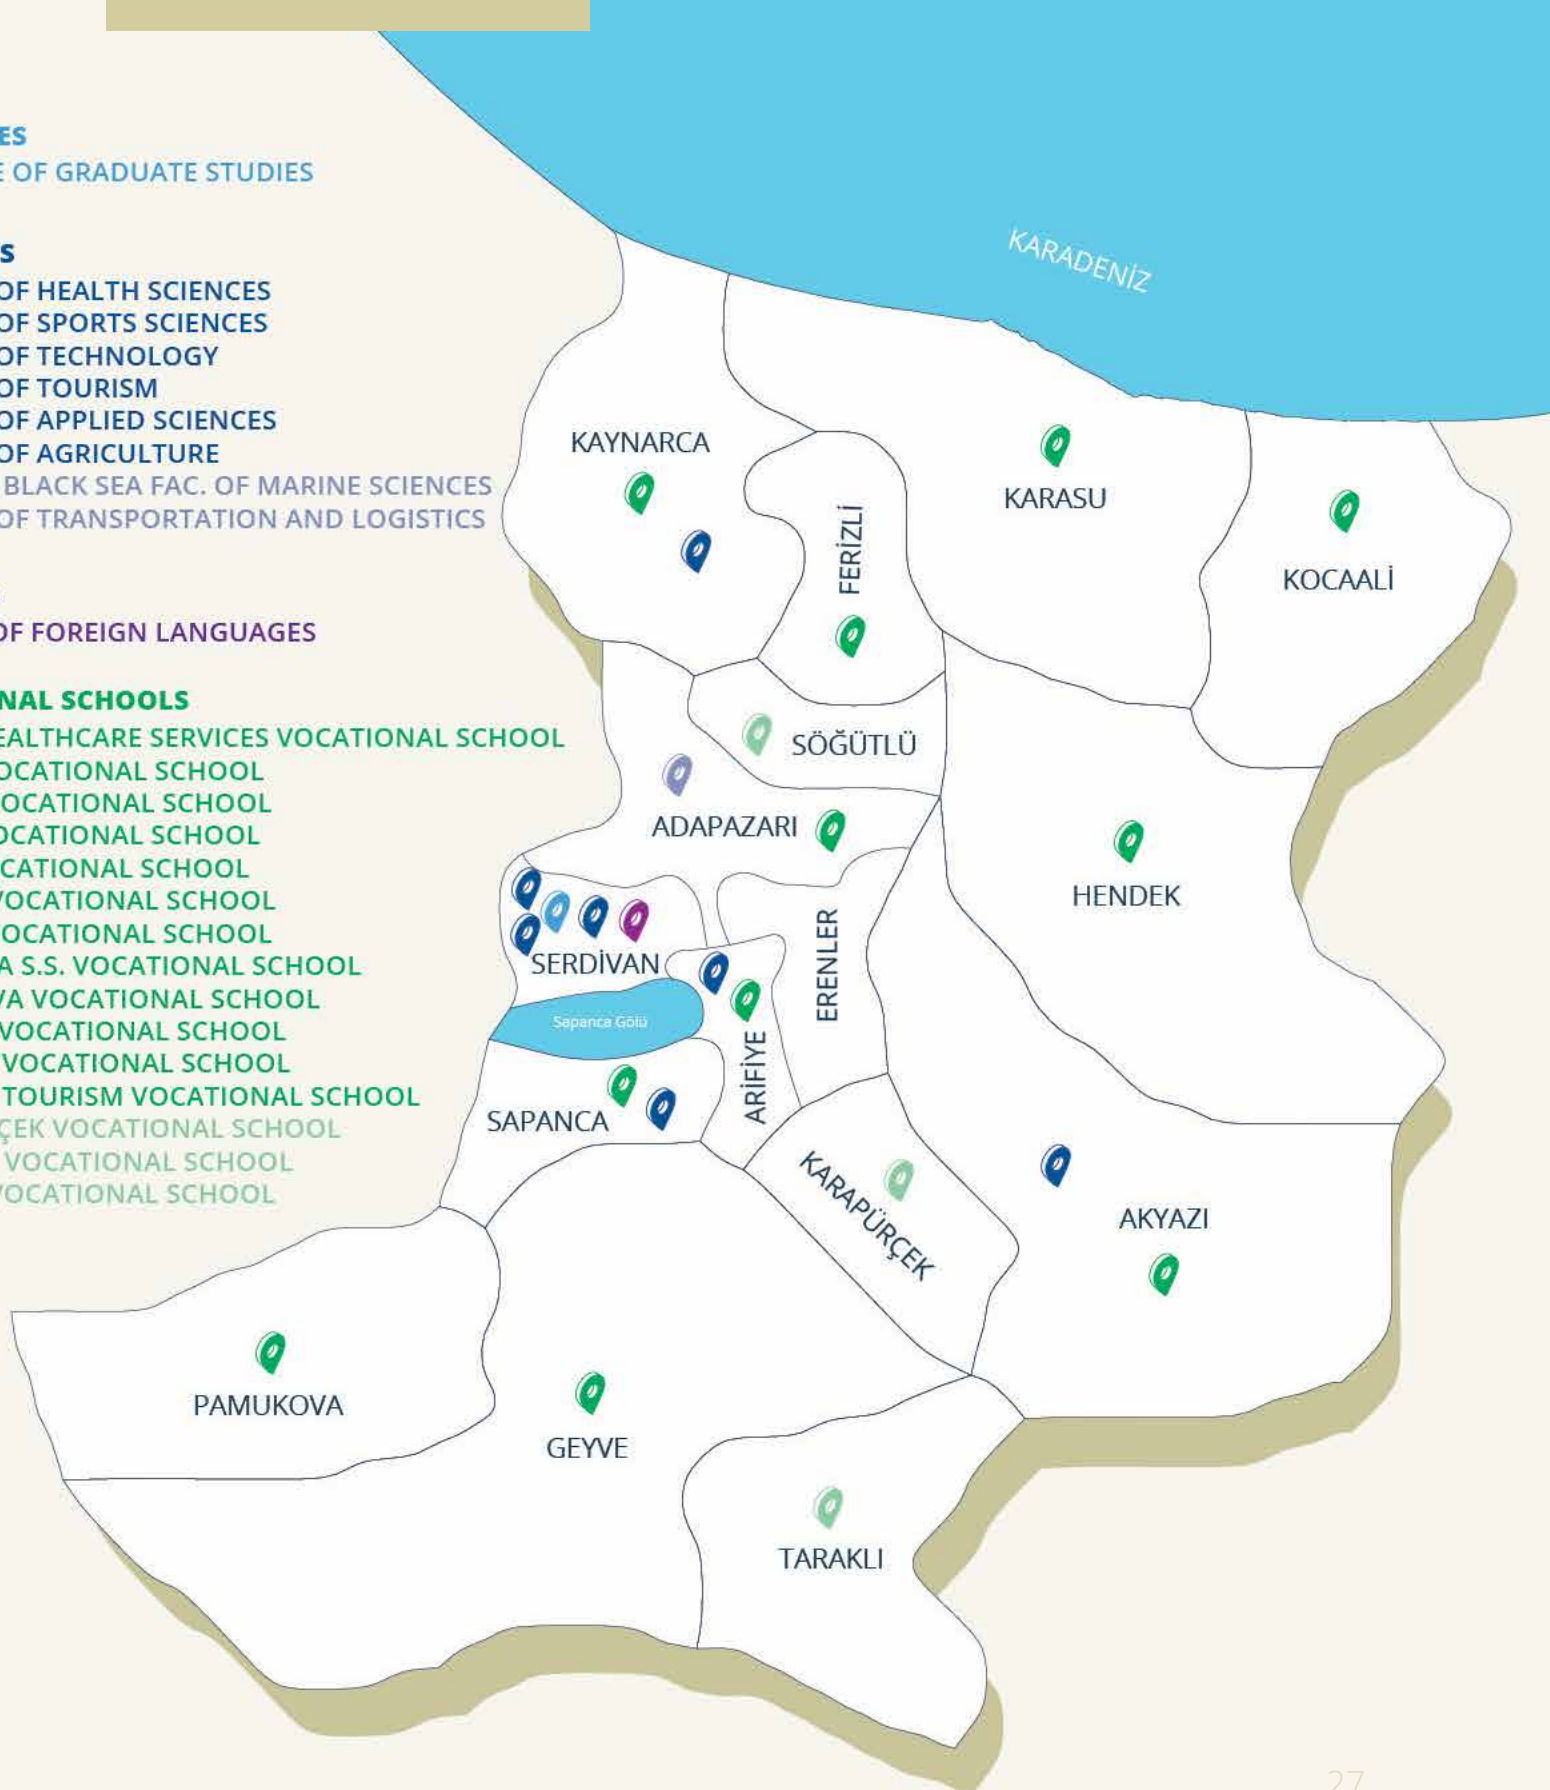 ES
E OF GRADUATE STUDIES
S
OF HEALTH SCIENCES
OF SPORTS SCIENCES
OF TECHNOLOGY
OF TOURISM
OF APPLIED SCIENCES
OF AGRICULTURE
BLACK SEA FAC. OF MARINE SCIENCES
OF TRANSPORTATION AND LOGISTICS
OF FOREIGN LANGUAGES
NAL SCHOOLS
EALTHCARE SERVICES VOCATIONAL SCHOOL
OCATIONAL SCHOOL
OCATIONAL SCHOOL
OCATIONAL SCHOOL
CATIONAL SCHOOL
VOCATIONAL SCHOOL
OCATIONAL SCHOOL
A S.S. VOCATIONAL SCHOOL
VA VOCATIONAL SCHOOL
VOCATIONAL SCHOOL
VOCATIONAL SCHOOL
TOURISM VOCATIONAL SCHOOL
ÇEK VOCATIONAL SCHOOL
VOCATIONAL SCHOOL
VOCATIONAL SCHOOL
KARADENİZ
KAYNARCA
KARASU
FERİZLİ
KOCAALİ
SÖĞÜTLÜ
ADAPAZARI
HENDEK
SERDİVAN
ERENLER
Sapanca Gölü
ARİFİYE
SAPANCA
KARAPÜRÇEK
AKYAZI
PAMUKOVA
GEYVE
TARAKLI
27